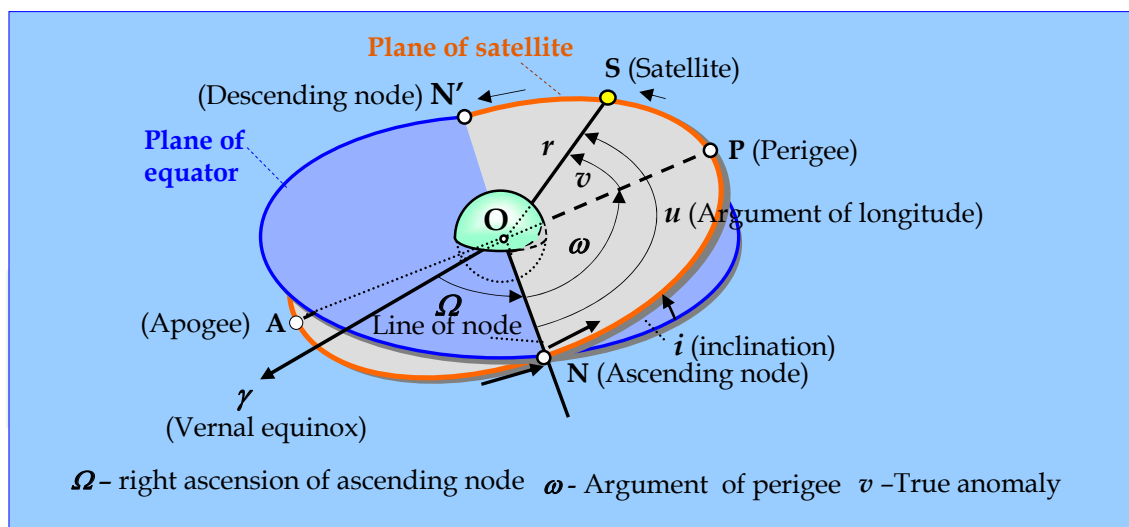 Plane of satellite
S (Satellite)
(Descending node) N′
Plane of
equator
r
P (Perigee)
v
O
u (Argument of longitude)
ω
Ω
(Apogee) A
Line of node
i (inclination)
N (Ascending node)
γ
(Vernal equinox)
Ω – right ascension of ascending node ω - Argument of perigee v –True anomaly